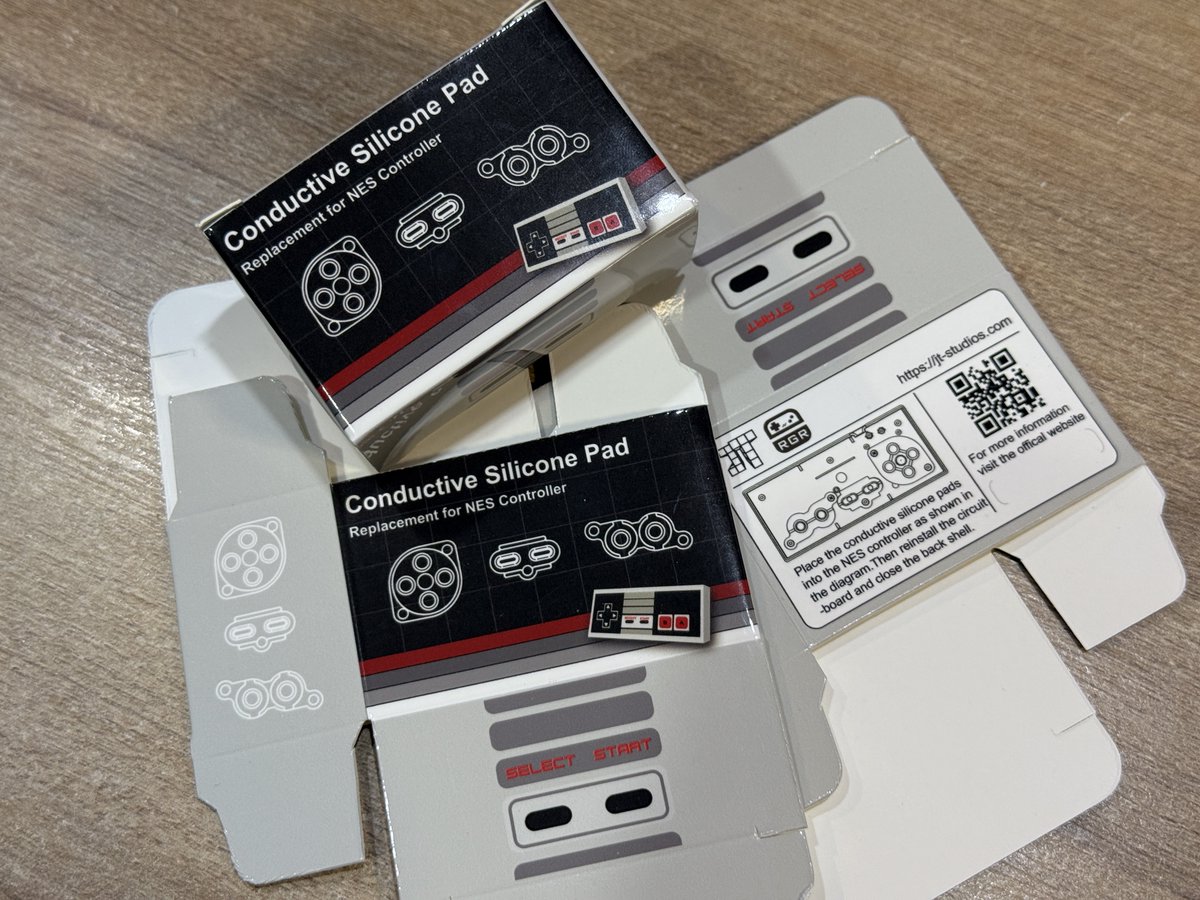 Conductive Silicone Pad
Replacement for NES Controller
SELECT START
https://jt-studios.com
RGR
For more information
visit the offical website
Place the conductive silicone pads
into the NES controller as shown in
the diagram.Then reinstall the circuit
-board and close the back shell.
Conductive Silicone Pad
Replacement for NES Controller
SELECT START